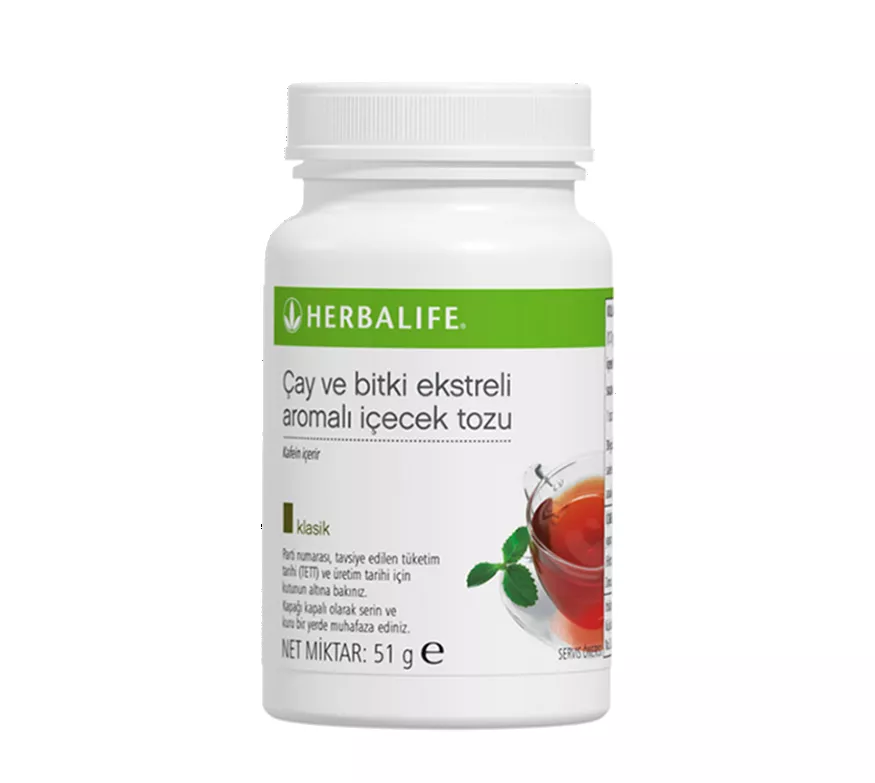 HERBALIFE®
Çay ve bitki ekstreli
aromalı içecek tozu
Kafein içerir
klasik
Parti numarası, tavsiye edilen tüketim
tarihi (TETT) ve üretim tarihi için
kutunun altına bakınız.
Kapağı kapalı olarak serin ve
kuru bir yerde muhafaza ediniz.
NET MİKTAR: 51 g ℮
SERVİS